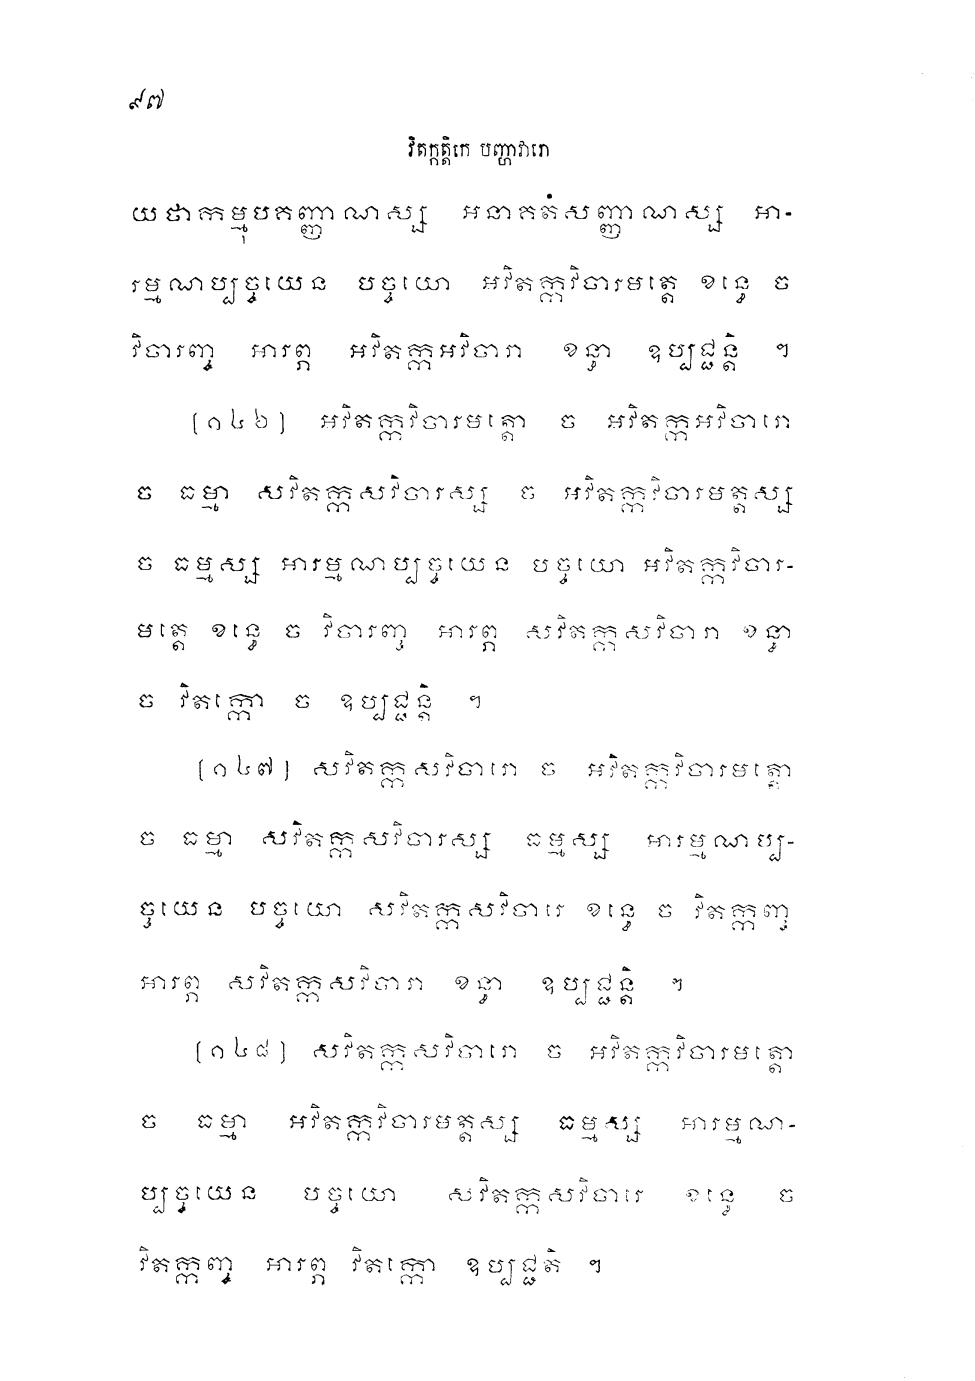 ៩៧
វិតក្កត្តិកេ បញ្ហាវារោ
យថាកម្មុបគញ្ញាណស្ស អនាគតំសញ្ញាណស្ស អា-
រម្មណប្បច្ចយេន បច្ចយោ អវិតក្កវិចារមត្តេ ខន្ធេ ច
វិចារញ្ច អារព្ភ អវិតក្កអវិចារា ខន្ធា ឧប្បជ្ជន្តិ ។
[១៤៦] អវិតក្កវិចារមត្តោ ច អវិតក្កអវិចារោ
ច ធម្មា សវិតក្កសវិចារស្ស ច អវិតក្កវិចារមត្តស្ស
ច ធម្មស្ស អារម្មណប្បច្ចយេន បច្ចយោ អវិតក្កវិចារ-
មត្តេ ខន្ធេ ច វិចារញ្ច អារព្ភ សវិតក្កសវិចារា ខន្ធា
ច វិតក្កោ ច ឧប្បជ្ជន្តិ ។
[១៤៧] សវិតក្កសវិចារោ ច អវិតក្កវិចារមត្តោ
ច ធម្មា សវិតក្កសវិចារស្ស ធម្មស្ស អារម្មណប្ប-
ច្ចយេន បច្ចយោ សវិតក្កសវិចារេ ខន្ធេ ច វិតក្កញ្ច
អារព្ភ សវិតក្កសវិចារា ខន្ធា ឧប្បជ្ជន្តិ ។
[១៤៨] សវិតក្កសវិចារោ ច អវិតក្កវិចារមត្តោ
ច ធម្មា អវិតក្កវិចារមត្តស្ស ធម្មស្ស អារម្មណ-
ប្បច្ចយេន បច្ចយោ សវិតក្កសវិចារេ ខន្ធេ ច
វិតក្កញ្ច អារព្ភ វិតក្កោ ឧប្បជ្ជតិ ។